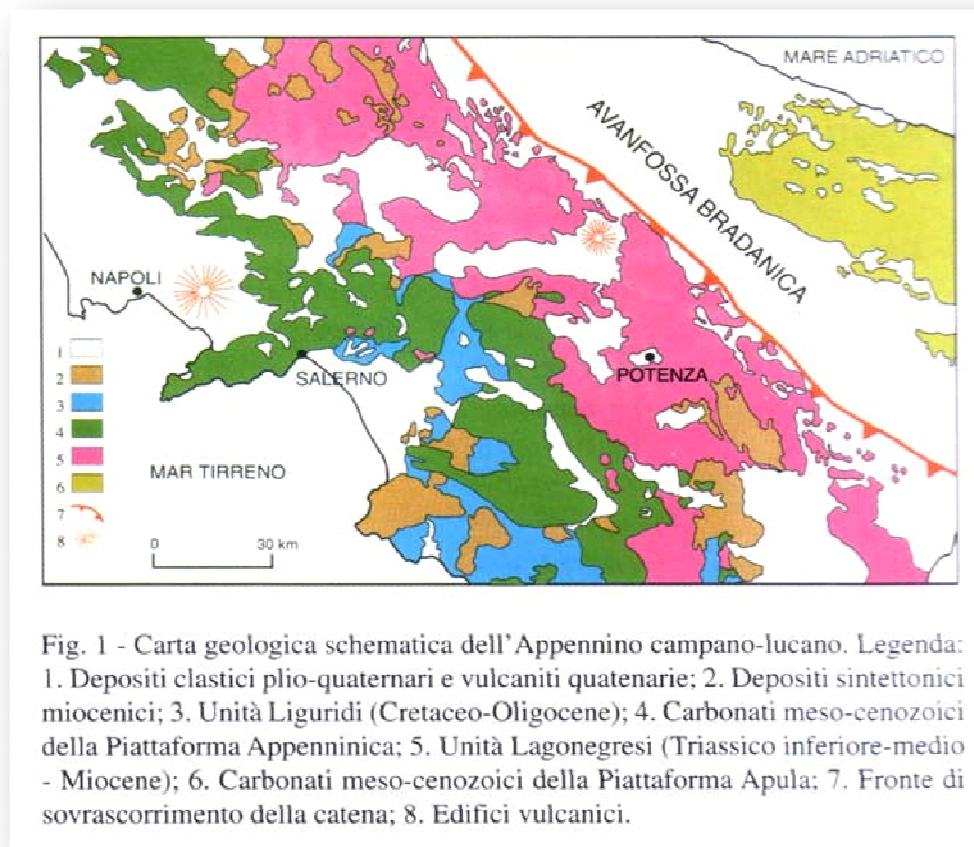 MARE ADRIATICO
AVANFOSSA BRADANICA
NAPOLI
SALERNO
POTENZA
MAR TIRRENO
1
2
3
4
5
6
7
8
0 30 km
Fig. 1 - Carta geologica schematica dell'Appennino campano-lucano. Legenda:
1. Depositi clastici plio-quaternari e vulcaniti quatenarie; 2. Depositi sintettonici
miocenici; 3. Unità Liguridi (Cretaceo-Oligocene); 4. Carbonati meso-cenozoici
della Piattaforma Appenninica; 5. Unità Lagonegresi (Triassico inferiore-medio
- Miocene); 6. Carbonati meso-cenozoici della Piattaforma Apula; 7. Fronte di
sovrascorrimento della catena; 8. Edifici vulcanici.